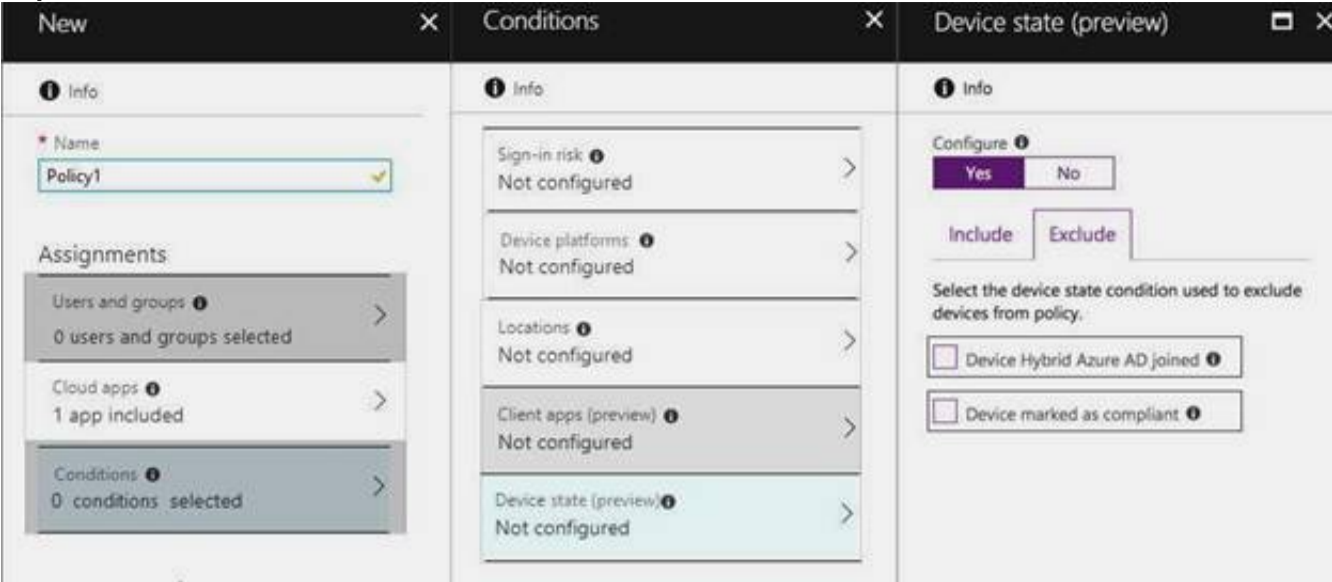 New
Info
* Name
Policy1
Assignments
Users and groups
0 users and groups selected
Cloud apps
1 app included
Conditions
0 conditions selected
Conditions
Info
Sign-in risk
Not configured
Device platforms
Not configured
Locations
Not configured
Client apps (preview)
Not configured
Device state (preview)
Not configured
Device state (preview)
Info
Configure
Yes No
Include Exclude
Select the device state condition used to exclude
devices from policy.
Device Hybrid Azure AD joined
Device marked as compliant